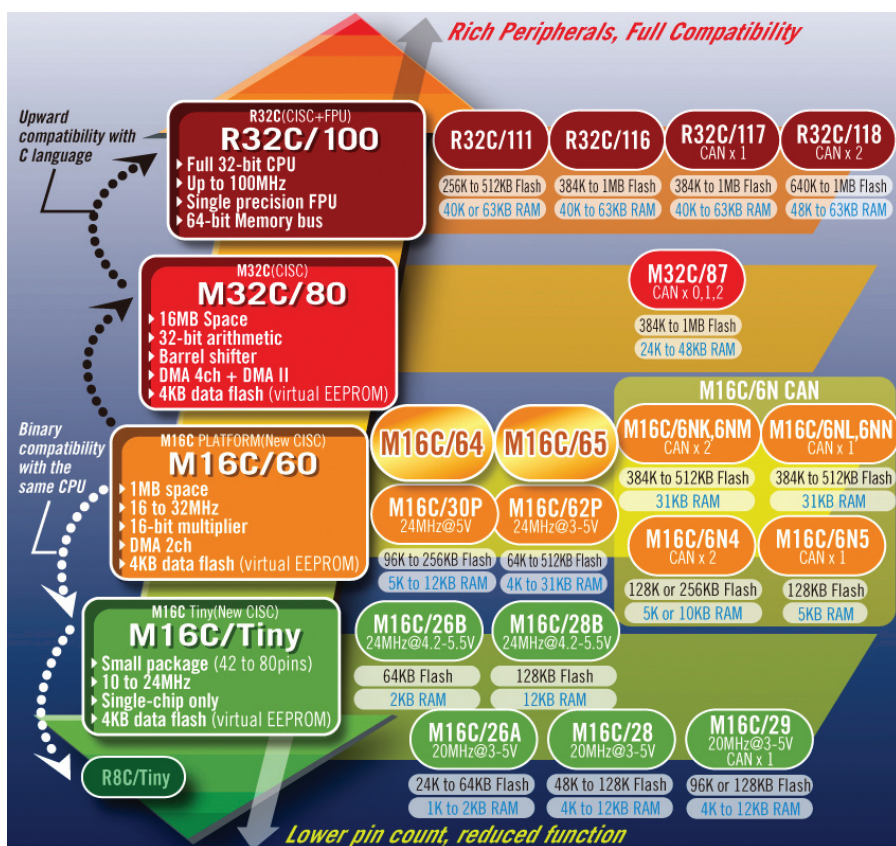 Rich Peripherals, Full Compatibility
Upward
compatibility with
C language
R32C(CISC+FPU)
R32C/100
Full 32-bit CPU
Up to 100MHz
Single precision FPU
64-bit Memory bus
R32C/111
256K to 512KB Flash
40K or 63KB RAM
R32C/116
384K to 1MB Flash
40K to 63KB RAM
R32C/117
CAN x 1
384K to 1MB Flash
40K to 63KB RAM
R32C/118
CAN x 2
640K to 1MB Flash
48K to 63KB RAM
M32C(CISC)
M32C/80
16MB Space
32-bit arithmetic
Barrel shifter
DMA 4ch + DMA II
4KB data flash (virtual EEPROM)
M32C/87
CAN x 0,1,2
384K to 1MB Flash
24K to 48KB RAM
Binary
compatibility
with the
same CPU
M16C PLATFORM(New CISC)
M16C/60
1MB space
16 to 32MHz
16-bit multiplier
DMA 2ch
4KB data flash (virtual EEPROM)
M16C/64
M16C/65
M16C/30P
24MHz@5V
96K to 256KB Flash
5K to 12KB RAM
M16C/62P
24MHz@3-5V
64K to 512KB Flash
4K to 31KB RAM
M16C/6N CAN
M16C/6NK,6NM
CAN x 2
384K to 512KB Flash
31KB RAM
M16C/6NL,6NN
CAN x 1
384K to 512KB Flash
31KB RAM
M16C/6N4
CAN x 2
128K or 256KB Flash
5K or 10KB RAM
M16C/6N5
CAN x 1
128KB Flash
5KB RAM
M16C Tiny(New CISC)
M16C/Tiny
Small package (42 to 80pins)
10 to 24MHz
Single-chip only
4KB data flash (virtual EEPROM)
M16C/26B
24MHz@4.2-5.5V
64KB Flash
2KB RAM
M16C/28B
24MHz@4.2-5.5V
128KB Flash
12KB RAM
M16C/26A
20MHz@3-5V
24K to 64KB Flash
1K to 2KB RAM
M16C/28
20MHz@3-5V
48K to 128K Flash
4K to 12KB RAM
M16C/29
20MHz@3-5V
CAN x 1
96K or 128KB Flash
4K to 12KB RAM
R8C/Tiny
Lower pin count, reduced function